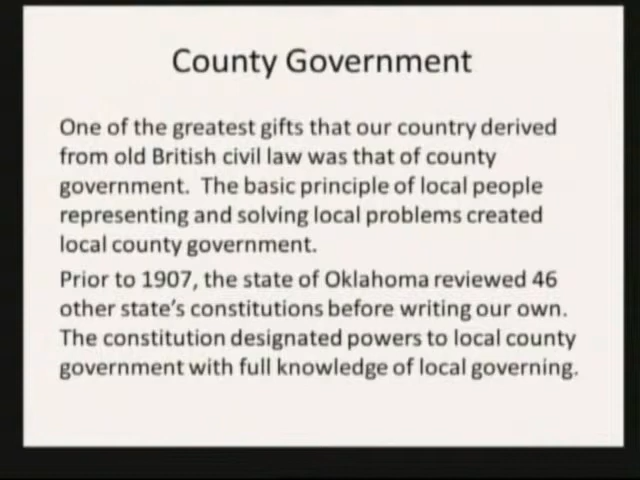 County Government
One of the greatest gifts that our country derived
from old British civil law was that of county
government.  The basic principle of local people
representing and solving local problems created
local county government.
Prior to 1907, the state of Oklahoma reviewed 46
other state's constitutions before writing our own.
The constitution designated powers to local county
government with full knowledge of local governing.